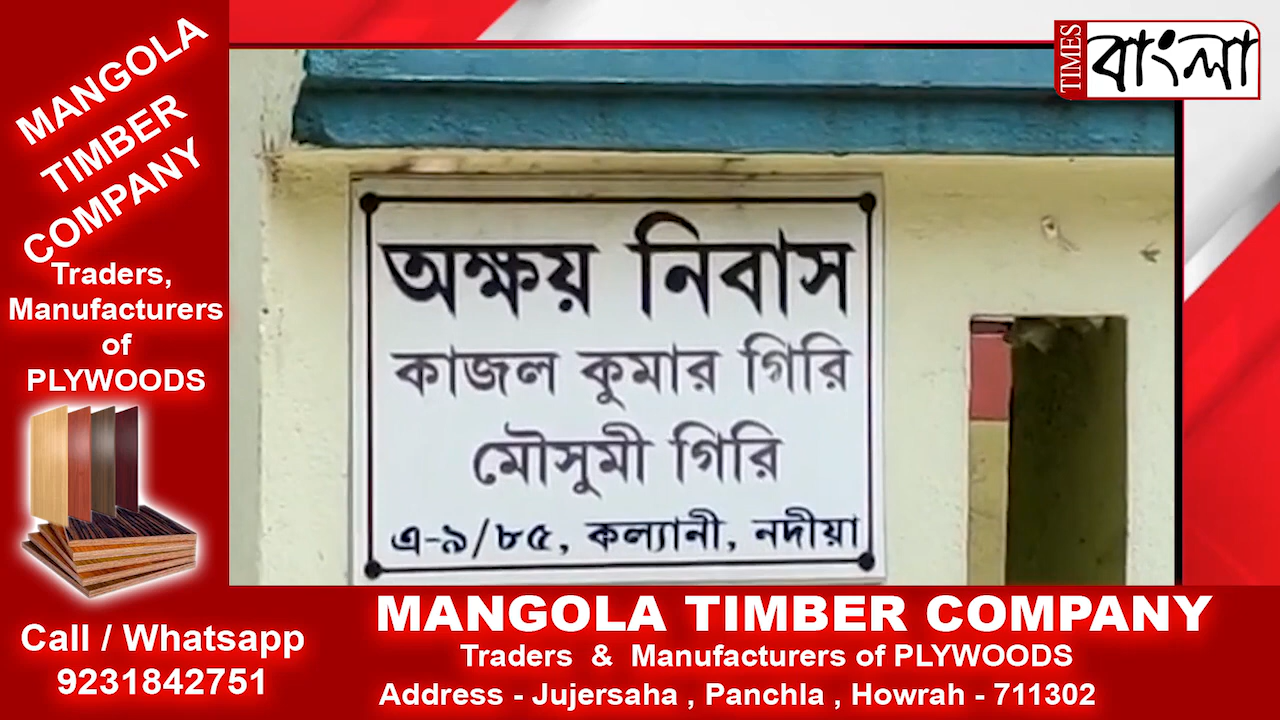 MANGOLA
TIMBER
COMPANY
Traders,
Manufacturers
of
PLYWOODS
Call / Whatsapp
9231842751
TIMES
বাংলা
অক্ষয় নিবাস
কাজল কুমার গিরি
মৌসুমী গিরি
এ-৯/৮৫, কল্যানী, নদীয়া
MANGOLA TIMBER COMPANY
Traders & Manufacturers of PLYWOODS
Address - Jujersaha , Panchla , Howrah - 711302